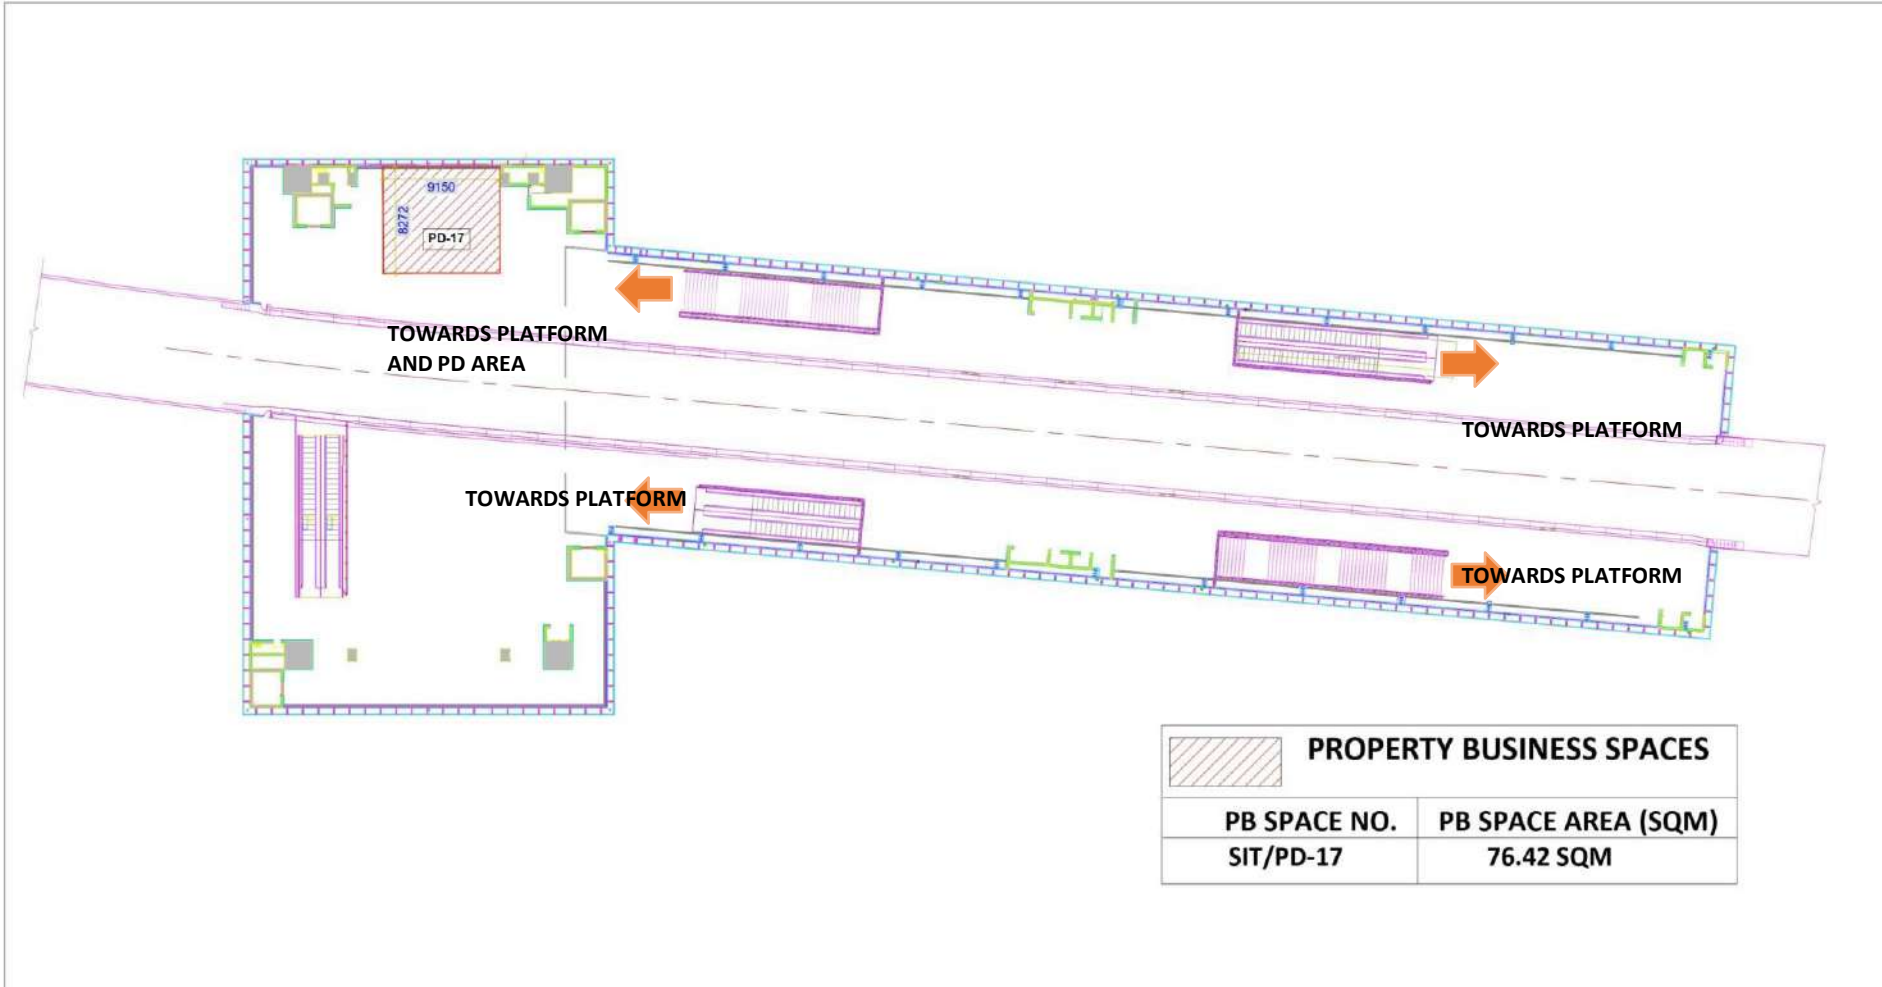 9150
8272
PD-17
TOWARDS PLATFORM
AND PD AREA
TOWARDS PLATFORM
TOWARDS PLATFORM
TOWARDS PLATFORM
PROPERTY BUSINESS SPACES
PB SPACE NO. PB SPACE AREA (SQM)
SIT/PD-17 76.42 SQM